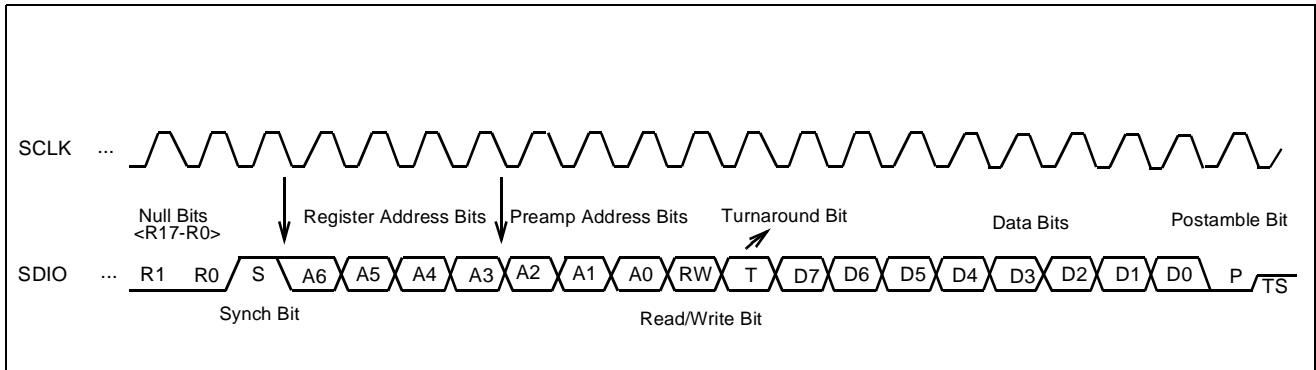 SCLK ...
Null Bits
<R17-R0>
Register Address Bits
Preamp Address Bits
Turnaround Bit
Data Bits
Postamble Bit
SDIO ... R1 R0 S A6 A5 A4 A3 A2 A1 A0 RW T D7 D6 D5 D4 D3 D2 D1 D0 P TS
Synch Bit
Read/Write Bit